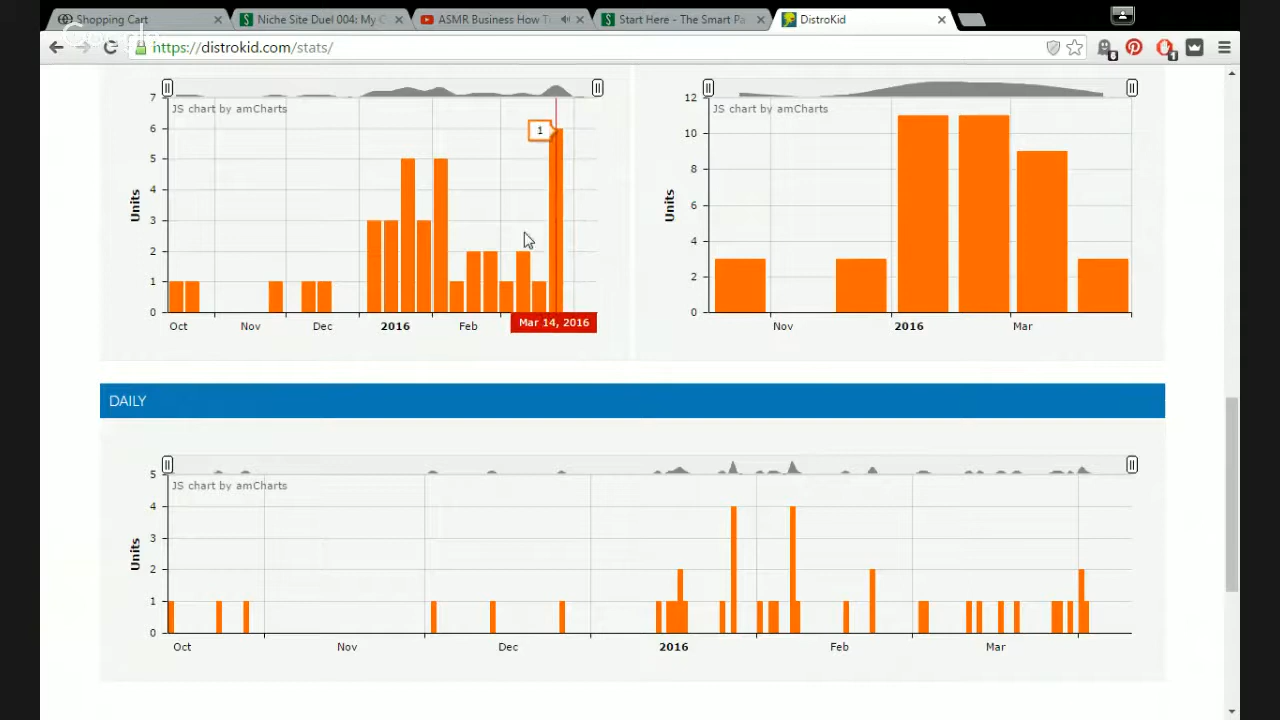 Shopping Cart
Niche Site Duel 004: My C
ASMR Business How T
Start Here - The Smart Pa
DistroKid
https://distrokid.com/stats/
6
1
JS chart by amCharts
7
6
5
4
3
2
1
0
Units
1
Oct
Nov
Dec
2016
Feb
Mar 14, 2016
JS chart by amCharts
12
10
8
6
4
2
0
Units
Nov
2016
Mar
DAILY
JS chart by amCharts
5
4
3
2
1
0
Units
Oct
Nov
Dec
2016
Feb
Mar